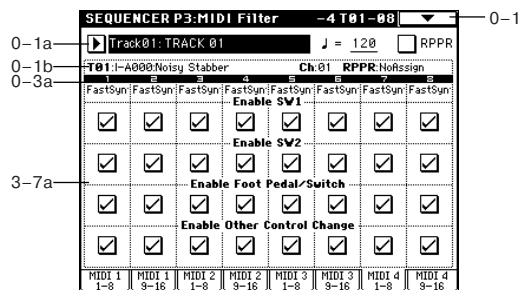 SEQUENCER P3:MIDI Filter −4 T01−08
0−1
0−1a
Track01: TRACK 01
♩ = 120
RPPR
0−1b
T01:I−A000:Noisy Stabber Ch:01 RPPR:NoAssign
0−3a
1 2 3 4 5 6 7 8
FastSyn FastSyn FastSyn FastSyn FastSyn FastSyn FastSyn FastSyn
Enable SW1
Enable SW2
3−7a
Enable Foot Pedal/Switch
Enable Other Control Change
MIDI 1 MIDI 1 MIDI 2 MIDI 2 MIDI 3 MIDI 3 MIDI 4 MIDI 4
1−8 9−16 1−8 9−16 1−8 9−16 1−8 9−16